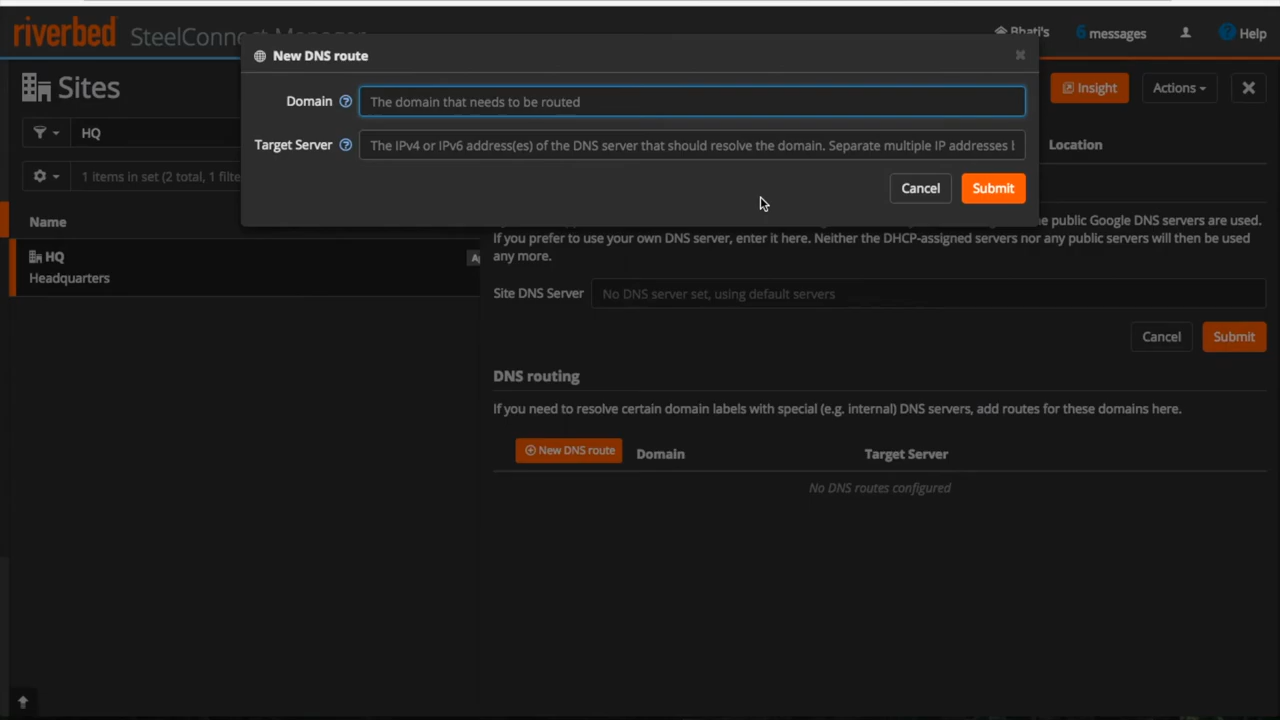 riverbed SteelConnect Manager
Bhati's
6 messages
Help
New DNS route
Domain
The domain that needs to be routed
Target Server
The IPv4 or IPv6 address(es) of the DNS server that should resolve the domain. Separate multiple IP addresses
Cancel
Submit
Sites
HQ
1 items in set (2 total, 1 filte
Name
HQ
Headquarters
Insight
Actions
Location
e public Google DNS servers are used.
If you prefer to use your own DNS server, enter it here. Neither the DHCP-assigned servers nor any public servers will then be used
any more.
Site DNS Server
No DNS server set, using default servers
Cancel
Submit
DNS routing
If you need to resolve certain domain labels with special (e.g. internal) DNS servers, add routes for these domains here.
New DNS route
Domain
Target Server
No DNS routes configured